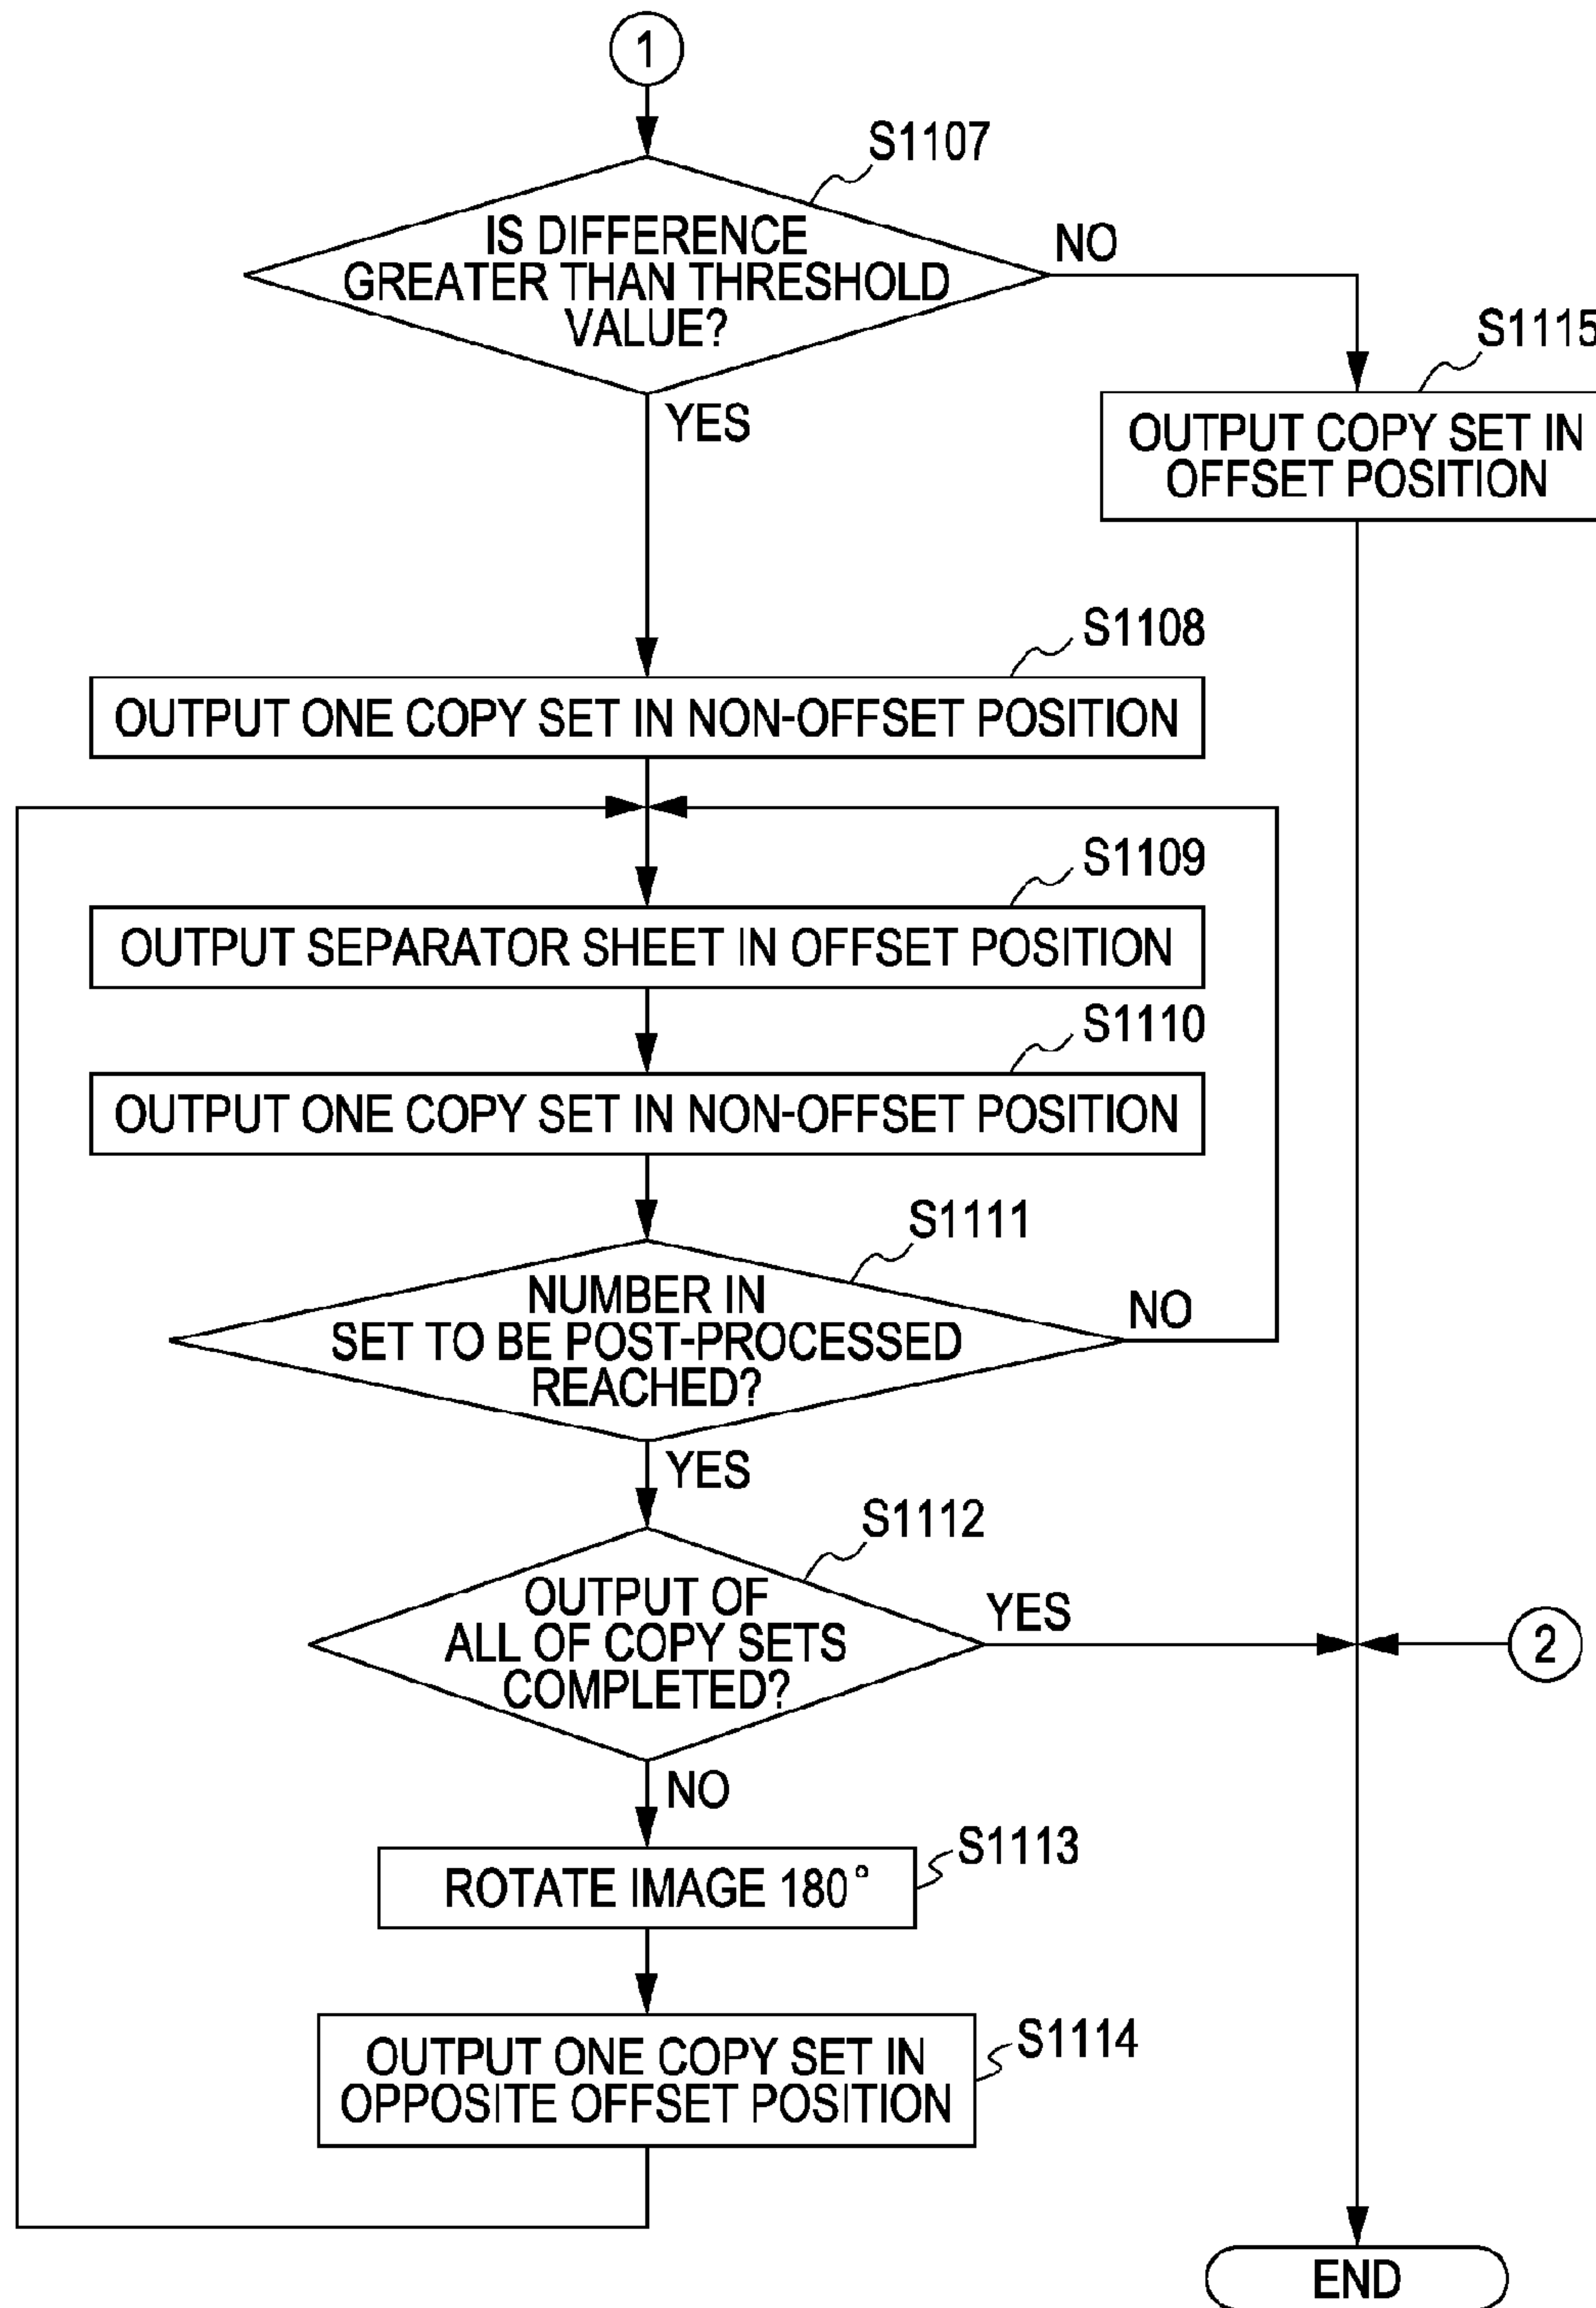 1
S1107
IS DIFFERENCE
GREATER THAN THRESHOLD
VALUE?
NO
YES
S1115
OUTPUT COPY SET IN
OFFSET POSITION
S1108
OUTPUT ONE COPY SET IN NON-OFFSET POSITION
S1109
OUTPUT SEPARATOR SHEET IN OFFSET POSITION
S1110
OUTPUT ONE COPY SET IN NON-OFFSET POSITION
S1111
NUMBER IN
SET TO BE POST-PROCESSED
REACHED?
NO
YES
S1112
OUTPUT OF
ALL OF COPY SETS
COMPLETED?
YES
2
NO
S1113
ROTATE IMAGE 180°
S1114
OUTPUT ONE COPY SET IN
OPPOSITE OFFSET POSITION
END